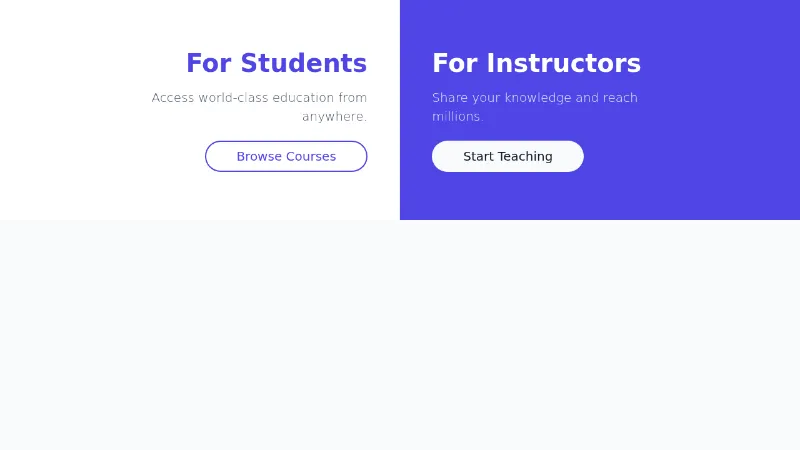 For Students
Access world-class education from
anywhere.
Browse Courses
For Instructors
Share your knowledge and reach
millions.
Start Teaching